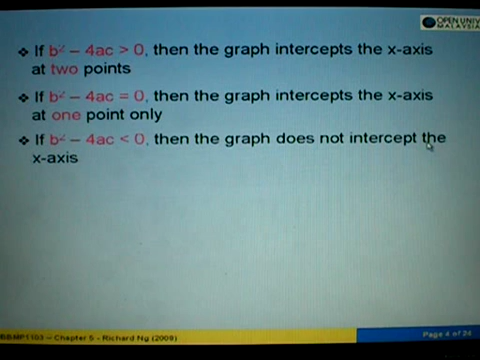 OPEN UNIV
MALAYSIA
❖ If b² – 4ac > 0, then the graph intercepts the x-axis
at two points
❖ If b² – 4ac = 0, then the graph intercepts the x-axis
at one point only
❖ If b² – 4ac < 0, then the graph does not intercept the
x-axis
BBMP1103 – Chapter 5 - Richard Ng (2009)
Page 4 of 24